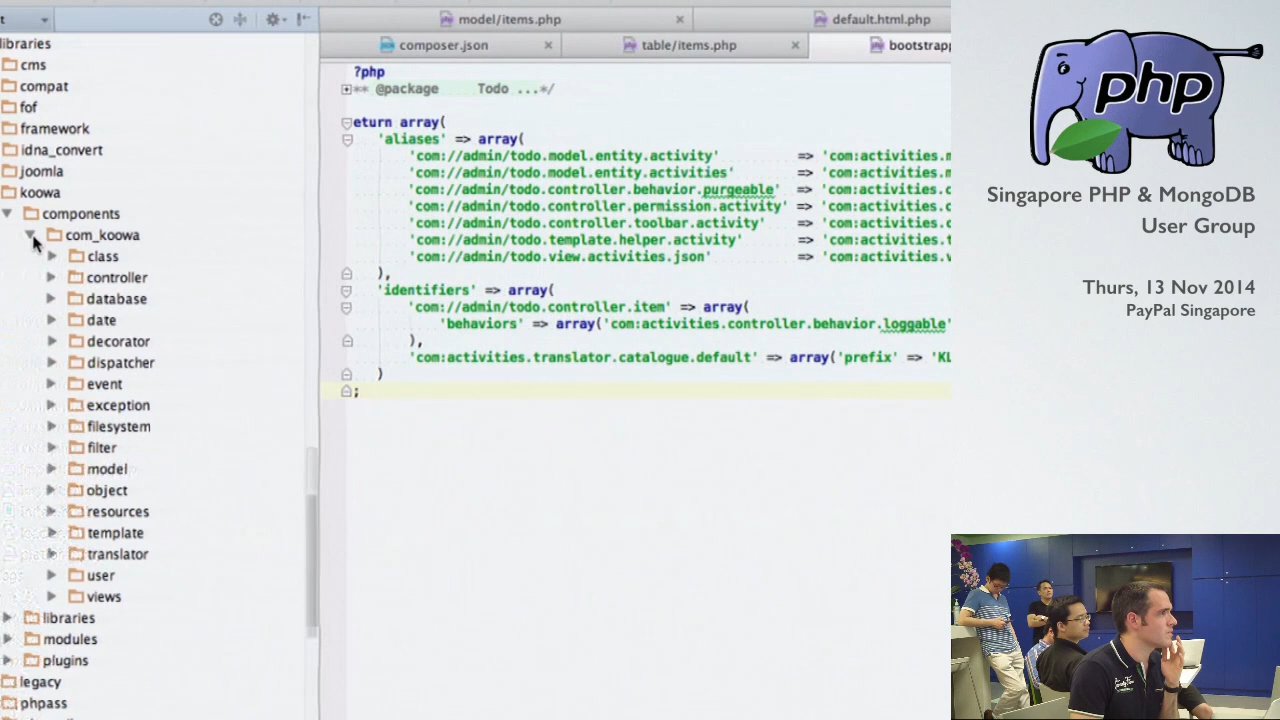 t
model/items.php
default.html.php
composer.json
table/items.php
libraries
cms
compat
fof
framework
idna_convert
joomla
koowa
components
com_koowa
class
controller
database
date
decorator
dispatcher
event
exception
filesystem
filter
model
object
resources
template
translator
user
views
libraries
modules
plugins
legacy
phpass
?php
** @package     Todo ...*/
eturn array(
'aliases' => array(
'com://admin/todo.model.entity.activity' => 'com:activities.m
'com://admin/todo.model.entity.activities' => 'com:activities.m
'com://admin/todo.controller.behavior.purgeable' => 'com:activities.c
'com://admin/todo.controller.permission.activity' => 'com:activities.c
'com://admin/todo.controller.toolbar.activity' => 'com:activities.c
'com://admin/todo.template.helper.activity' => 'com:activities.t
'com://admin/todo.view.activities.json' => 'com:activities.v
),
'identifiers' => array(
'com://admin/todo.controller.item' => array(
'behaviors' => array('com:activities.controller.behavior.loggable'
),
'com:activities.translator.catalogue.default' => array('prefix' => 'KL
)
;
php
Singapore PHP & MongoDB
User Group
Thurs, 13 Nov 2014
PayPal Singapore